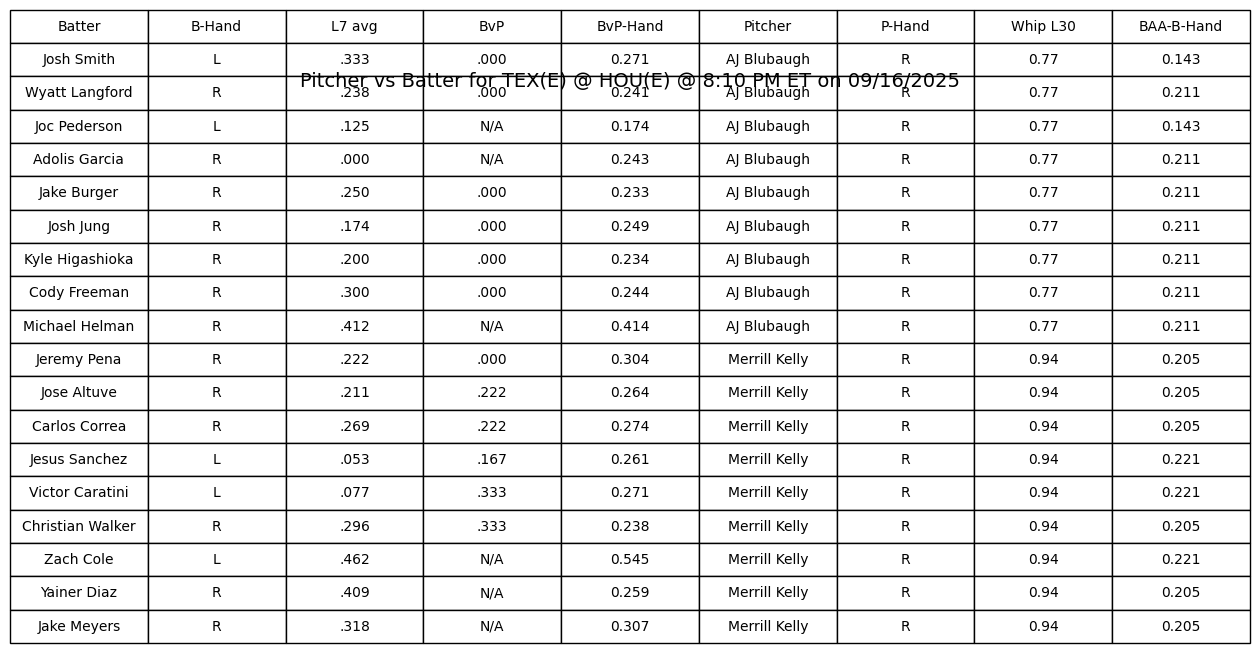 Batter B-Hand L7 avg BvP BvP-Hand Pitcher P-Hand Whip L30 BAA-B-Hand
Josh Smith L .333 .000 0.271 AJ Blubaugh R 0.77 0.143
Pitcher vs Batter for TEX(E) @ HOU(E) @ 8:10 PM ET on 09/16/2025
Wyatt Langford R .238 .000 0.241 AJ Blubaugh R 0.77 0.211
Joc Pederson L .125 N/A 0.174 AJ Blubaugh R 0.77 0.143
Adolis Garcia R .000 N/A 0.243 AJ Blubaugh R 0.77 0.211
Jake Burger R .250 .000 0.233 AJ Blubaugh R 0.77 0.211
Josh Jung R .174 .000 0.249 AJ Blubaugh R 0.77 0.211
Kyle Higashioka R .200 .000 0.234 AJ Blubaugh R 0.77 0.211
Cody Freeman R .300 .000 0.244 AJ Blubaugh R 0.77 0.211
Michael Helman R .412 N/A 0.414 AJ Blubaugh R 0.77 0.211
Jeremy Pena R .222 .000 0.304 Merrill Kelly R 0.94 0.205
Jose Altuve R .211 .222 0.264 Merrill Kelly R 0.94 0.205
Carlos Correa R .269 .222 0.274 Merrill Kelly R 0.94 0.205
Jesus Sanchez L .053 .167 0.261 Merrill Kelly R 0.94 0.221
Victor Caratini L .077 .333 0.271 Merrill Kelly R 0.94 0.221
Christian Walker R .296 .333 0.238 Merrill Kelly R 0.94 0.205
Zach Cole L .462 N/A 0.545 Merrill Kelly R 0.94 0.221
Yainer Diaz R .409 N/A 0.259 Merrill Kelly R 0.94 0.205
Jake Meyers R .318 N/A 0.307 Merrill Kelly R 0.94 0.205